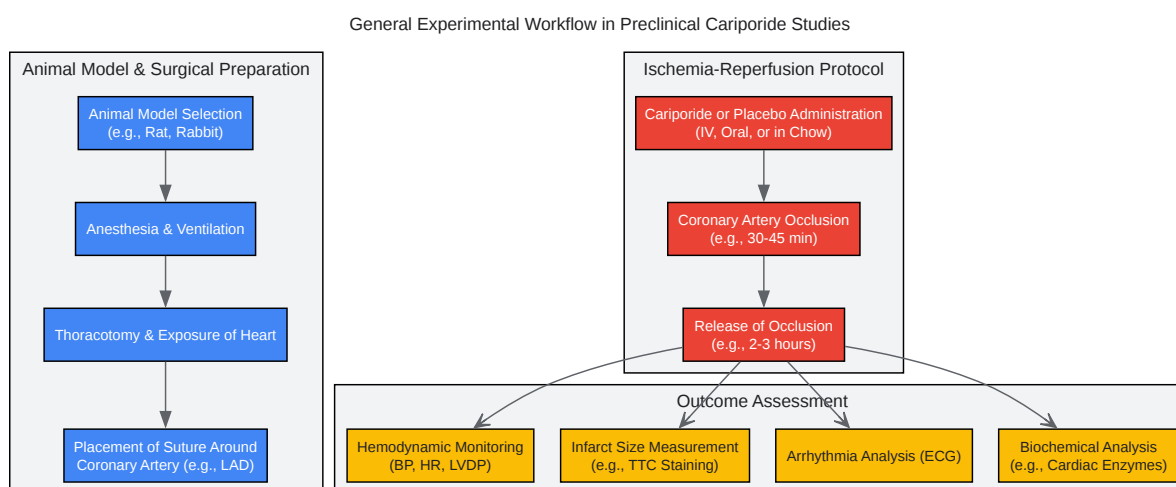 General Experimental Workflow in Preclinical Cariporide Studies
Animal Model & Surgical Preparation
Animal Model Selection
(e.g., Rat, Rabbit)
Anesthesia & Ventilation
Thoracotomy & Exposure of Heart
Placement of Suture Around
Coronary Artery (e.g., LAD)
Ischemia-Reperfusion Protocol
Cariporide or Placebo Administration
(IV, Oral, or in Chow)
Coronary Artery Occlusion
(e.g., 30-45 min)
Release of Occlusion
(e.g., 2-3 hours)
Outcome Assessment
Hemodynamic Monitoring
(BP, HR, LVDP)
Infarct Size Measurement
(e.g., TTC Staining)
Arrhythmia Analysis (ECG)
Biochemical Analysis
(e.g., Cardiac Enzymes)